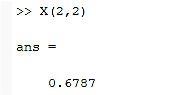 >> X(2,2)
ans =
0.6787